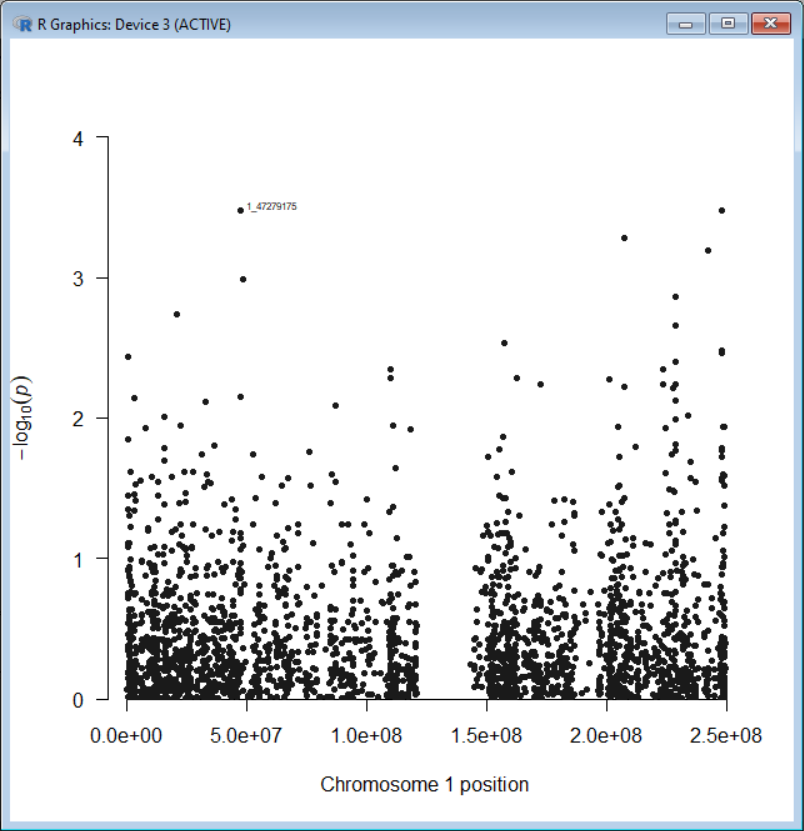 R Graphics: Device 3 (ACTIVE)
4
1_47279175
3
2
−log10(p)
1
0
0.0e+00 5.0e+07 1.0e+08 1.5e+08 2.0e+08 2.5e+08
Chromosome 1 position